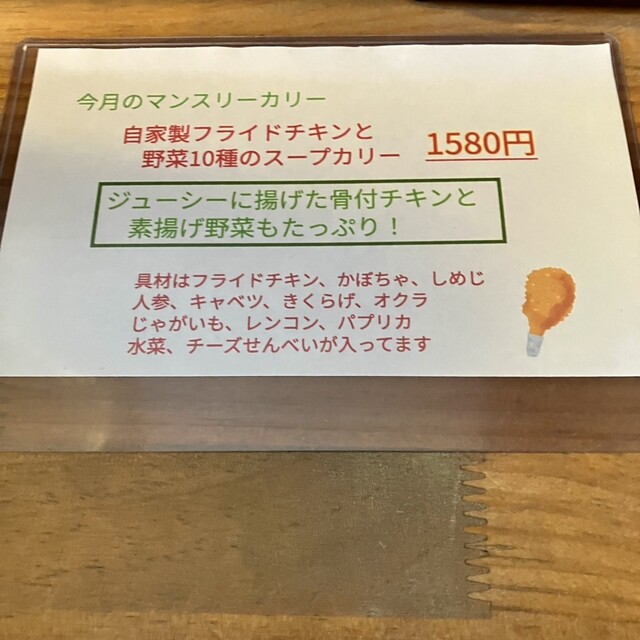 今月のマンスリーカリー
自家製フライドチキンと
野菜10種のスープカリー 1580円
ジューシーに揚げた骨付チキンと
素揚げ野菜もたっぷり！
具材はフライドチキン、かぼちゃ、しめじ
人参、キャベツ、きくらげ、オクラ
じゃがいも、レンコン、パプリカ
水菜、チーズせんべいが入ってます